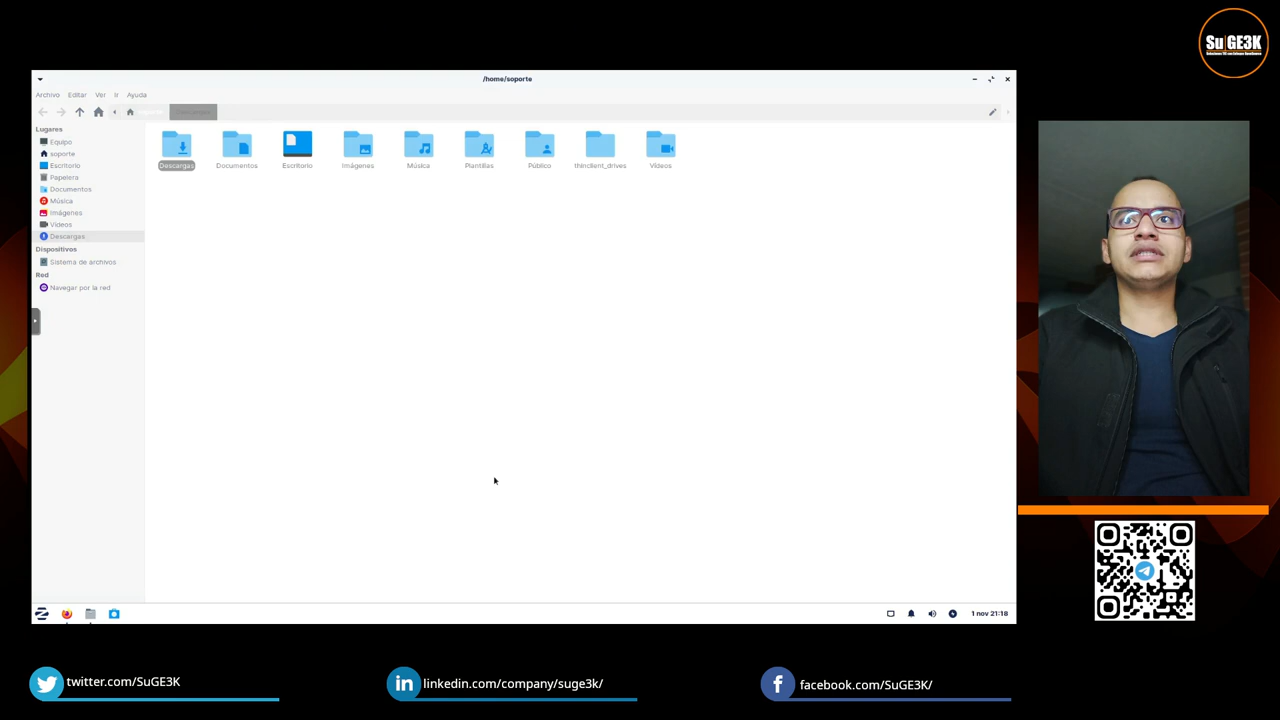 SuGE3K
/home/soporte
Archivo Editar Ver Ir Ayuda
Lugares
Equipo
soporte
Escritorio
Papelera
Documentos
Música
Imágenes
Vídeos
Descargas
Dispositivos
Sistema de archivos
Red
Navegar por la red
Descargas Documentos Escritorio Imágenes Música Plantillas Público thinclient_drives Vídeos
1 nov 21:18
twitter.com/SuGE3K
linkedin.com/company/suge3k/
facebook.com/SuGE3K/